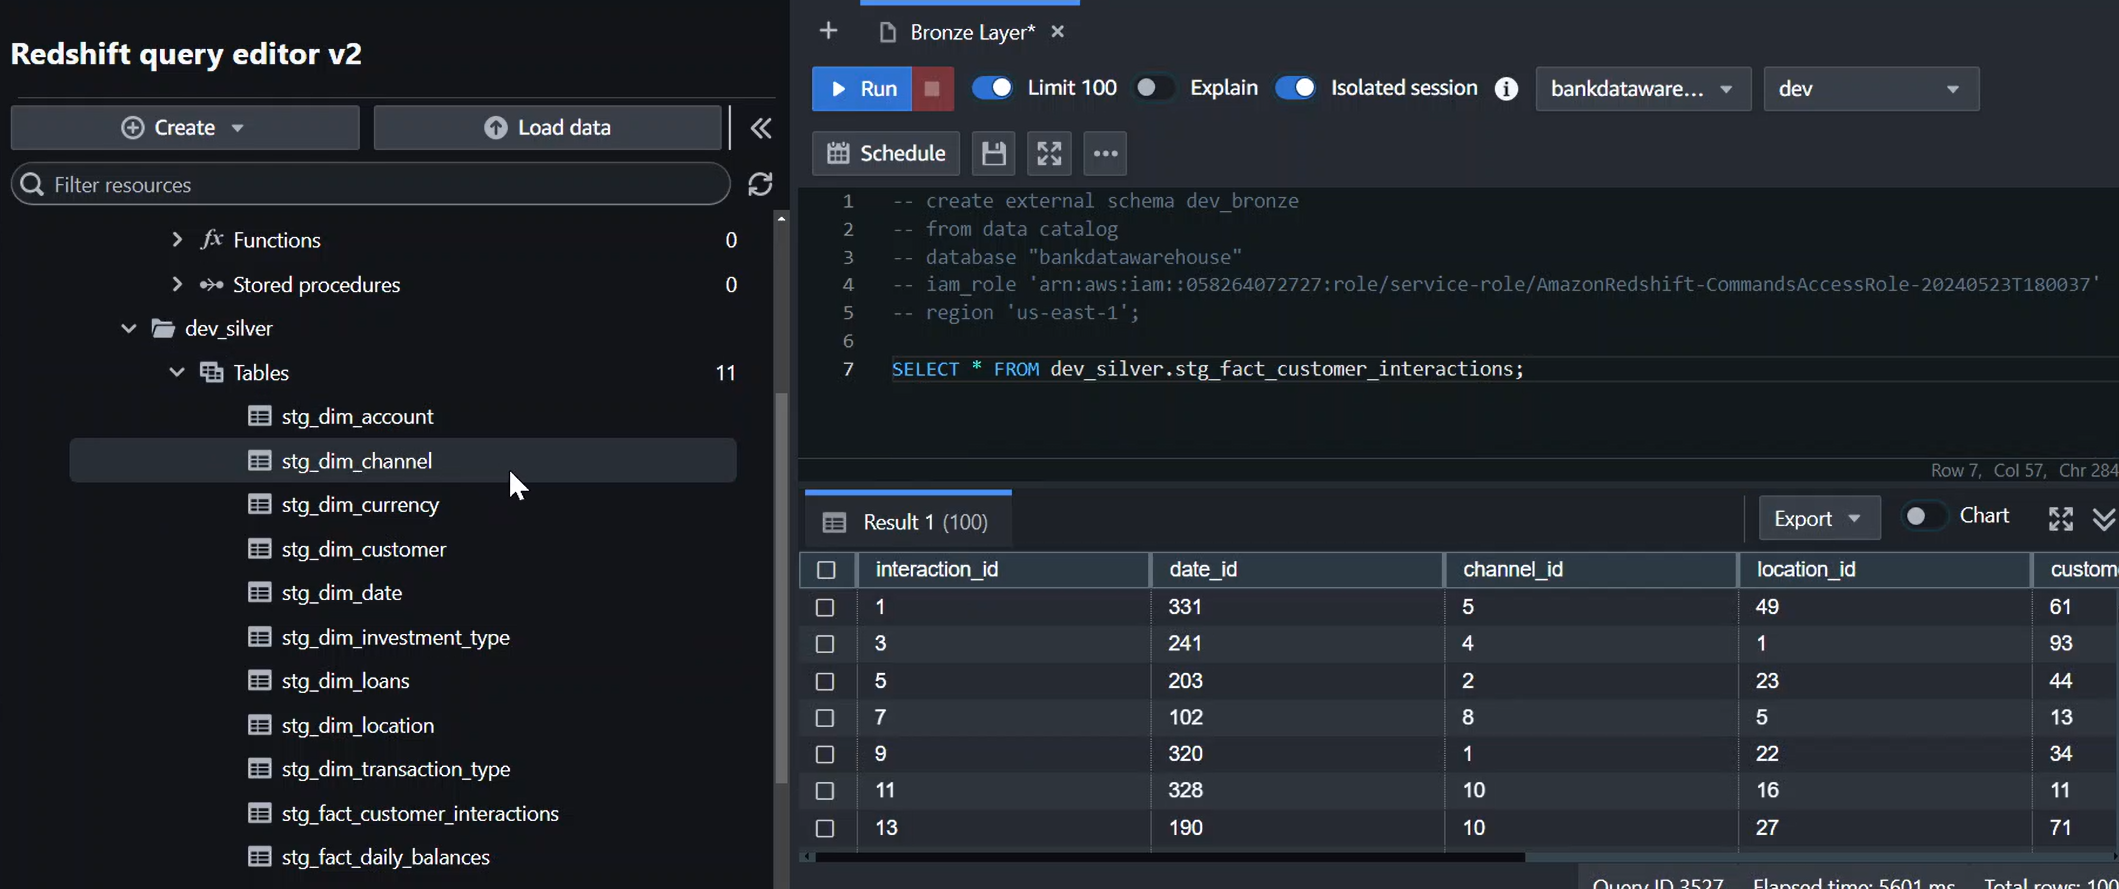 Redshift query editor v2
Create
Load data
Filter resources
Functions 0
Stored procedures 0
dev_silver
Tables 11
stg_dim_account
stg_dim_channel
stg_dim_currency
stg_dim_customer
stg_dim_date
stg_dim_investment_type
stg_dim_loans
stg_dim_location
stg_dim_transaction_type
stg_fact_customer_interactions
stg_fact_daily_balances
Bronze Layer*
Run Limit 100 Explain Isolated session bankdataware... dev
Schedule
1 -- create external schema dev_bronze
2 -- from data catalog
3 -- database "bankdatawarehouse"
4 -- iam_role 'arn:aws:iam::058264072727:role/service-role/AmazonRedshift-CommandsAccessRole-20240523T180037'
5 -- region 'us-east-1';
6
7 SELECT * FROM dev_silver.stg_fact_customer_interactions;
Row 7, Col 57, Chr 284
Result 1 (100) Export Chart
interaction_id date_id channel_id location_id custom
1 331 5 49 61
3 241 4 1 93
5 203 2 23 44
7 102 8 5 13
9 320 1 22 34
11 328 10 16 11
13 190 10 27 71
Query ID 3527 Elapsed time: 5601 ms Total rows: 100